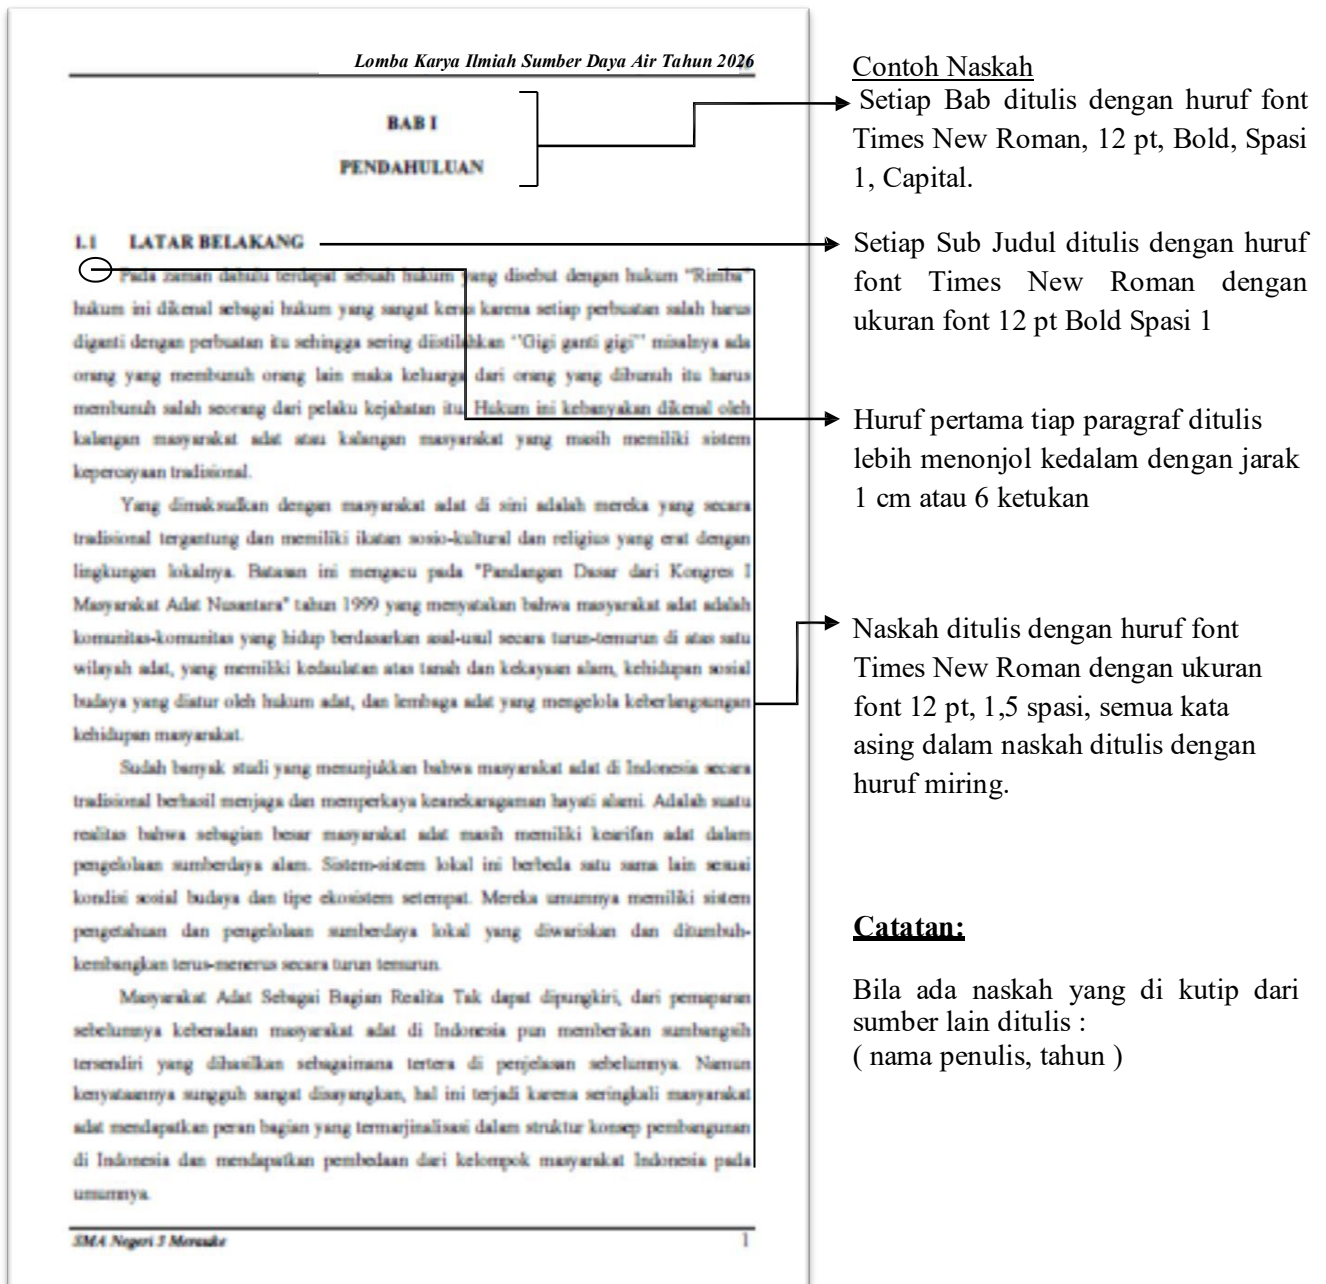 Lomba Karya Ilmiah Sumber Daya Air Tahun 2026
BAB I
PENDAHULUAN
1.1 LATAR BELAKANG
Pada zaman dahulu terdapat sebuah hukum yang disebut dengan hukum "Rimba"
hukum ini dikenal sebagai hukum yang sangat keras karena setiap perbuatan salah harus
diganti dengan perbuatan itu sehingga sering diistilahkan ''Gigi ganti gigi'' misalnya ada
orang yang membunuh orang lain maka keluarga dari orang yang dibunuh itu harus
membunuh salah seorang dari pelaku kejahatan itu. Hukum ini kebanyakan dikenal oleh
kalangan masyarakat adat atau kalangan masyarakat yang masih memiliki sistem
kepercayaan tradisional.
Yang dimaksudkan dengan masyarakat adat di sini adalah mereka yang secara
tradisional tergantung dan memiliki ikatan sosio-kultural dan religius yang erat dengan
lingkungan lokalnya. Batasan ini mengacu pada "Pandangan Dasar dari Kongres I
Masyarakat Adat Nusantara" tahun 1999 yang menyatakan bahwa masyarakat adat adalah
komunitas-komunitas yang hidup berdasarkan asal-usul secara turun-temurun di atas satu
wilayah adat, yang memiliki kedaulatan atas tanah dan kekayaan alam, kehidupan sosial
budaya yang diatur oleh hukum adat, dan lembaga adat yang mengelola keberlangsungan
kehidupan masyarakat.
Sudah banyak studi yang menunjukkan bahwa masyarakat adat di Indonesia secara
tradisional berhasil menjaga dan memperkaya keanekaragaman hayati alami. Adalah suatu
realitas bahwa sebagian besar masyarakat adat masih memiliki kearifan adat dalam
pengelolaan sumberdaya alam. Sistem-sistem lokal ini berbeda satu sama lain sesuai
kondisi sosial budaya dan tipe ekosistem setempat. Mereka umumnya memiliki sistem
pengetahuan dan pengelolaan sumberdaya lokal yang diwariskan dan ditumbuh-
kembangkan terus-menerus secara turun temurun.
Masyarakat Adat Sebagai Bagian Realita Tak dapat dipungkiri, dari pemaparan
sebelumnya keberadaan masyarakat adat di Indonesia pun memberikan sumbangsih
tersendiri yang dihasilkan sebagaimana tertera di penjelasan sebelumnya. Namun
kenyataannya sungguh sangat disayangkan, hal ini terjadi karena seringkali masyarakat
adat mendapatkan peran bagian yang termarjinalisasi dalam struktur konsep pembangunan
di Indonesia dan mendapatkan pembedaan dari kelompok masyarakat Indonesia pada
umumnya.
SMA Negeri 3 Merauke 1
Contoh Naskah
Setiap Bab ditulis dengan huruf font
Times New Roman, 12 pt, Bold, Spasi
1, Capital.
Setiap Sub Judul ditulis dengan huruf
font Times New Roman dengan
ukuran font 12 pt Bold Spasi 1
Huruf pertama tiap paragraf ditulis
lebih menonjol kedalam dengan jarak
1 cm atau 6 ketukan
Naskah ditulis dengan huruf font
Times New Roman dengan ukuran
font 12 pt, 1,5 spasi, semua kata
asing dalam naskah ditulis dengan
huruf miring.
Catatan:
Bila ada naskah yang di kutip dari
sumber lain ditulis :
( nama penulis, tahun )